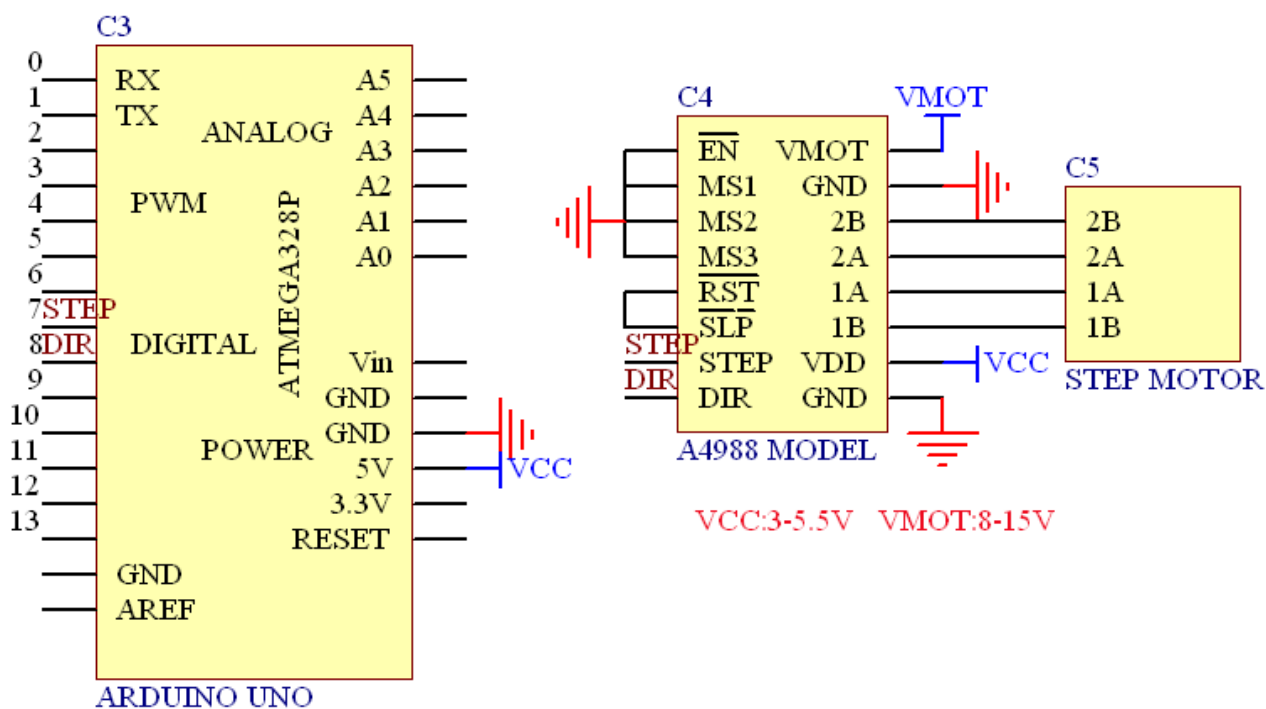 C3
0
1
2
3
4
5
6
7
8
9
10
11
12
13
STEP
DIR
RX
TX
ANALOG
PWM
ATMEGA328P
DIGITAL
POWER
GND
AREF
A5
A4
A3
A2
A1
A0
Vin
GND
GND
5V
3.3V
RESET
VCC
ARDUINO UNO
C4
EN
MS1
MS2
MS3
RST
SLP
STEP
DIR
STEP
DIR
VMOT
GND
2B
2A
1A
1B
VDD
GND
VMOT
VCC
A4988 MODEL
C5
2B
2A
1A
1B
STEP MOTOR
VCC:3-5.5V VMOT:8-15V